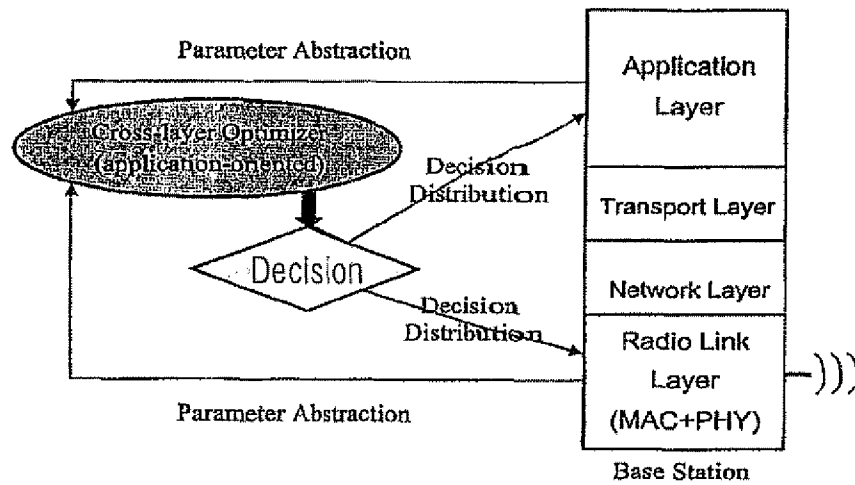 Parameter Abstraction
Application
Layer
Cross-layer Optimizer
(application-oriented)
Decision
Distribution
Transport Layer
Decision
Network Layer
Decision
Distribution
Radio Link
Layer
(MAC+PHY)
Parameter Abstraction
Base Station